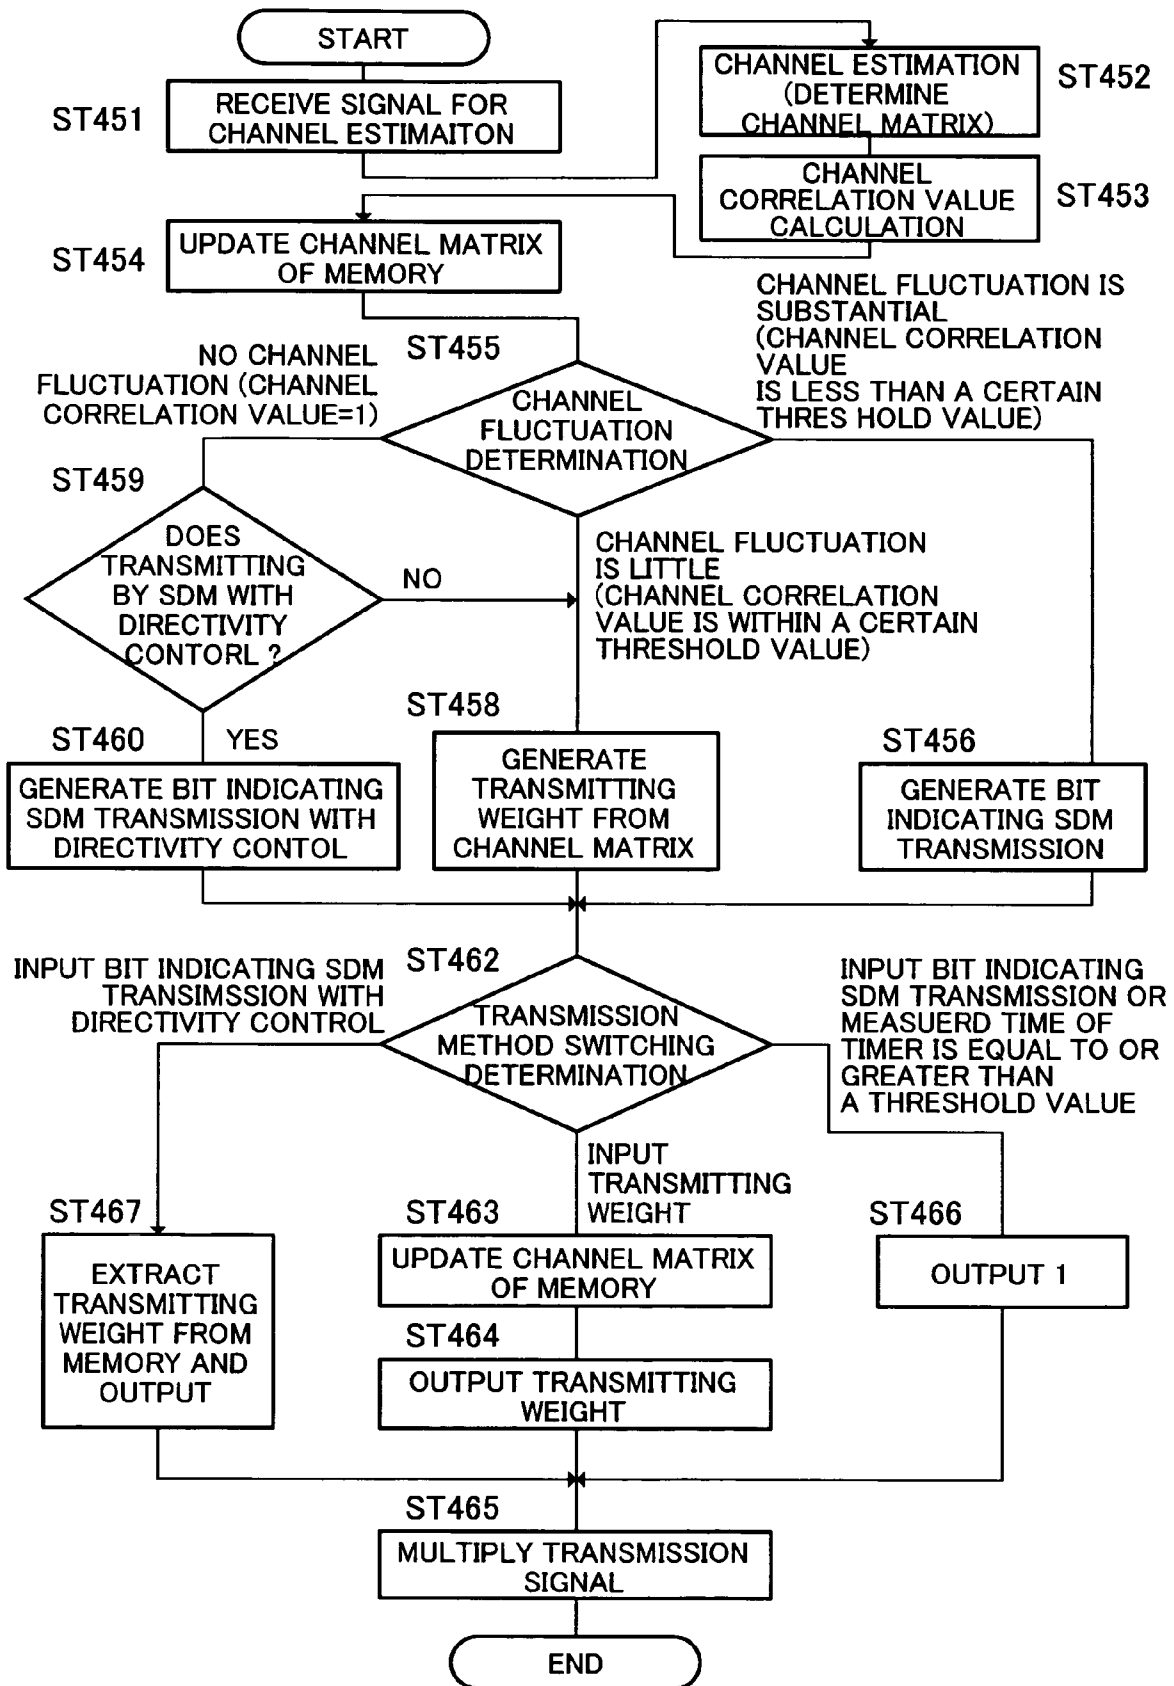 START
ST451
RECEIVE SIGNAL FOR
CHANNEL ESTIMAITON
CHANNEL ESTIMATION
(DETERMINE
CHANNEL MATRIX)
ST452
CHANNEL
CORRELATION VALUE
CALCULATION
ST453
ST454
UPDATE CHANNEL MATRIX
OF MEMORY
CHANNEL FLUCTUATION IS
SUBSTANTIAL
(CHANNEL CORRELATION
VALUE
IS LESS THAN A CERTAIN
THRES HOLD VALUE)
ST455
NO CHANNEL
FLUCTUATION (CHANNEL
CORRELATION VALUE=1)
CHANNEL
FLUCTUATION
DETERMINATION
ST459
DOES
TRANSMITTING
BY SDM WITH
DIRECTIVITY
CONTORL ?
NO
CHANNEL FLUCTUATION
IS LITTLE
(CHANNEL CORRELATION
VALUE IS WITHIN A CERTAIN
THRESHOLD VALUE)
ST460
YES
GENERATE BIT INDICATING
SDM TRANSMISSION WITH
DIRECTIVITY CONTOL
ST458
GENERATE
TRANSMITTING
WEIGHT FROM
CHANNEL MATRIX
ST456
GENERATE BIT
INDICATING SDM
TRANSMISSION
INPUT BIT INDICATING SDM
TRANSIMSSION WITH
DIRECTIVITY CONTROL
ST462
TRANSMISSION
METHOD SWITCHING
DETERMINATION
INPUT BIT INDICATING
SDM TRANSMISSION OR
MEASUERD TIME OF
TIMER IS EQUAL TO OR
GREATER THAN
A THRESHOLD VALUE
INPUT
TRANSMITTING
WEIGHT
ST467
EXTRACT
TRANSMITTING
WEIGHT FROM
MEMORY AND
OUTPUT
ST463
UPDATE CHANNEL MATRIX
OF MEMORY
ST466
OUTPUT 1
ST464
OUTPUT TRANSMITTING
WEIGHT
ST465
MULTIPLY TRANSMISSION
SIGNAL
END